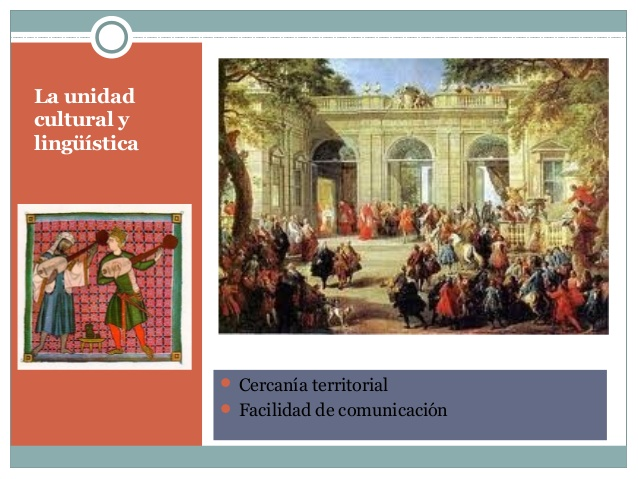 La unidad
cultural y
lingüística
Cercanía territorial
Facilidad de comunicación